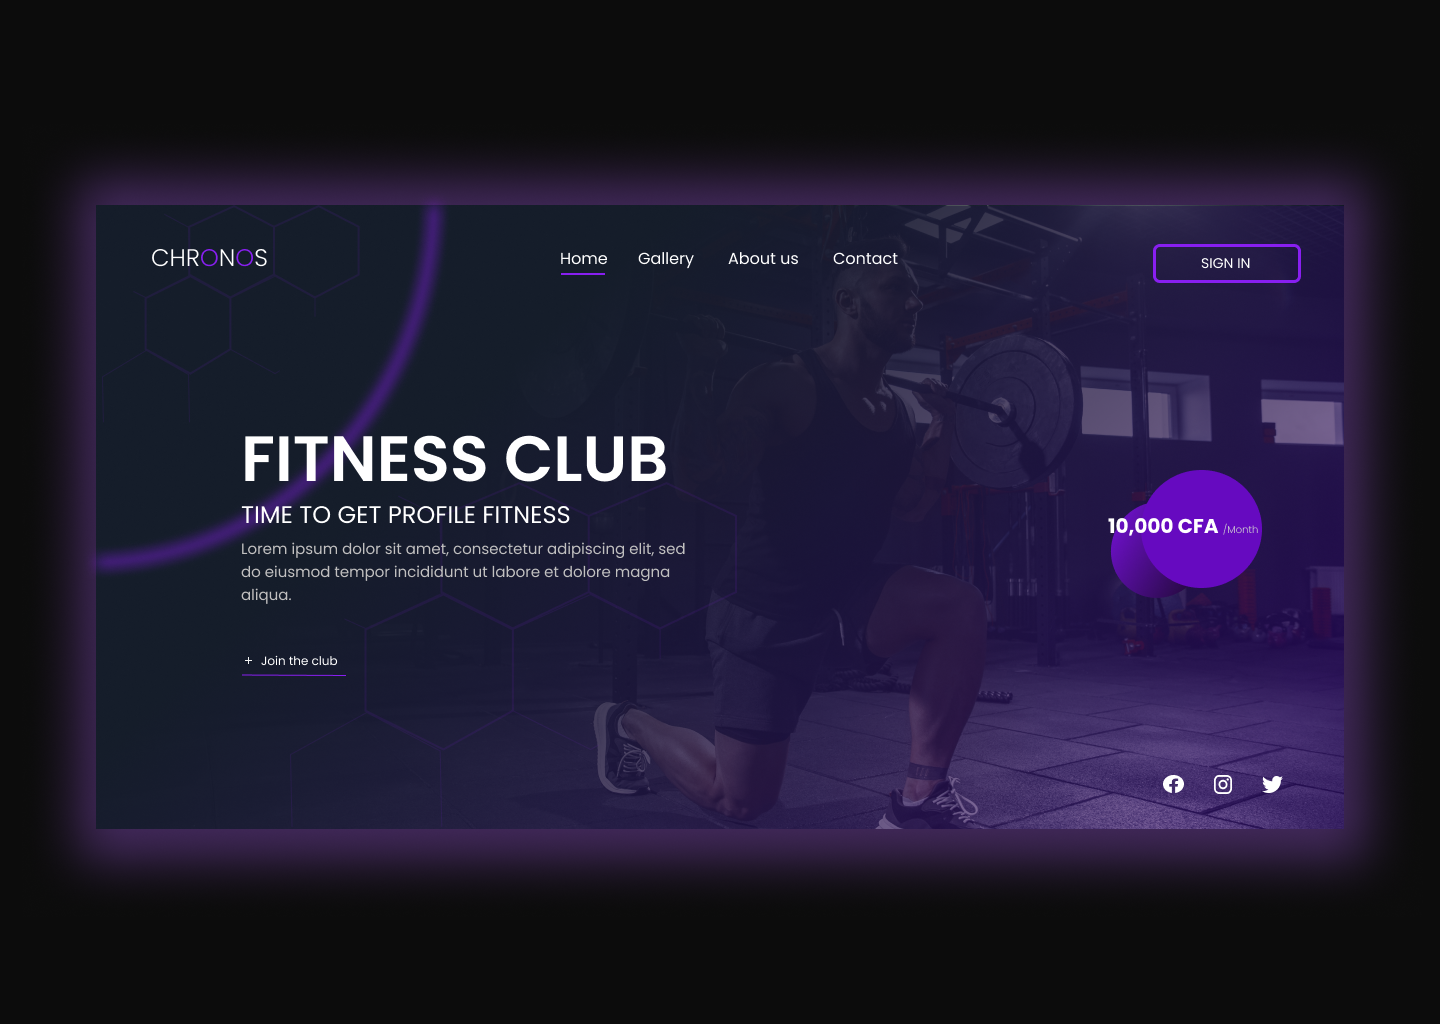 CHRONOS
Home
Gallery
About us
Contact
SIGN IN
FITNESS CLUB
TIME TO GET PROFILE FITNESS
Lorem ipsum dolor sit amet, consectetur adipiscing elit, sed
do eiusmod tempor incididunt ut labore et dolore magna
aliqua.
10,000 CFA /Month
+ Join the club